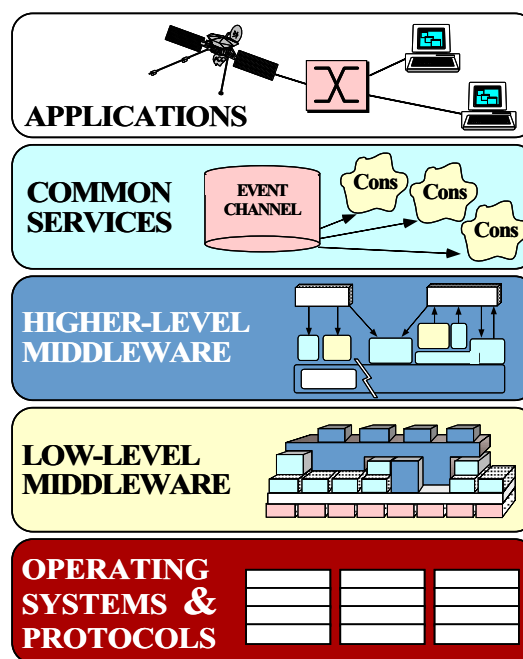 APPLICATIONS
COMMON
SERVICES
EVENT
CHANNEL
Cons
Cons
Cons
HIGHER-LEVEL
MIDDLEWARE
LOW-LEVEL
MIDDLEWARE
OPERATING
SYSTEMS &
PROTOCOLS